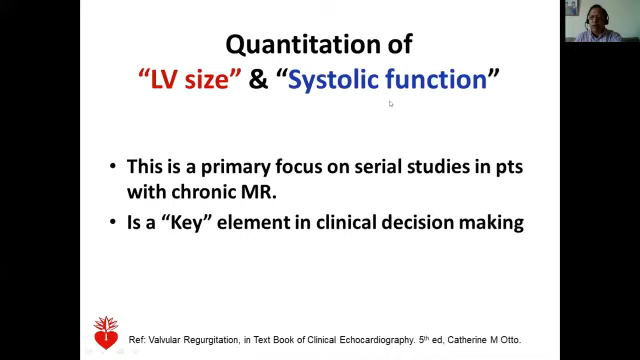 Quantitation of
“LV size” & “Systolic function”
• This is a primary focus on serial studies in pts
with chronic MR.
• Is a “Key” element in clinical decision making
Ref: Valvular Regurgitation, in Text Book of Clinical Echocardiography. 5th ed, Catherine M Otto.